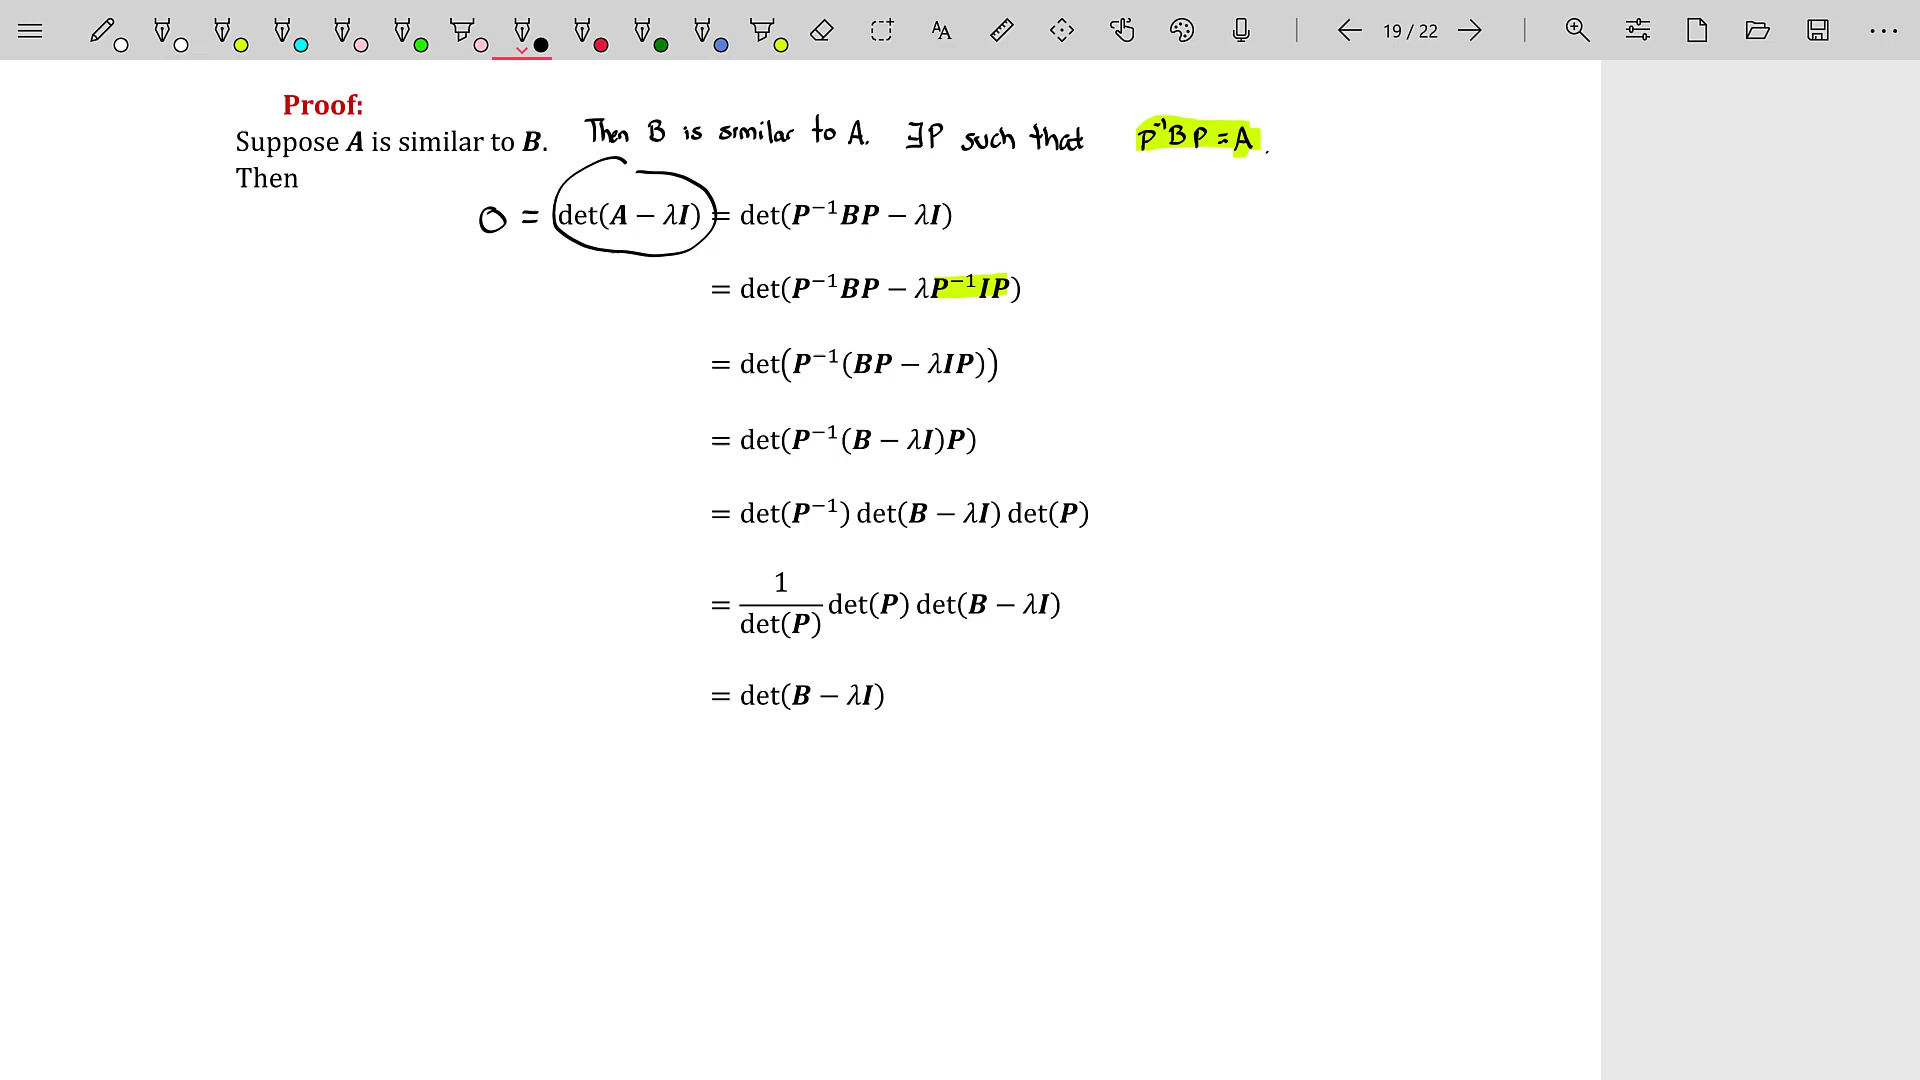 19 / 22
Proof:
Suppose A is similar to B. Then B is similar to A. ∃P such that P⁻¹BP = A.
Then
0 = det(A − λI) = det(P⁻¹BP − λI)
= det(P⁻¹BP − λP⁻¹IP)
= det(P⁻¹(BP − λIP))
= det(P⁻¹(B − λI)P)
= det(P⁻¹) det(B − λI) det(P)
= 1/det(P) det(P) det(B − λI)
= det(B − λI)